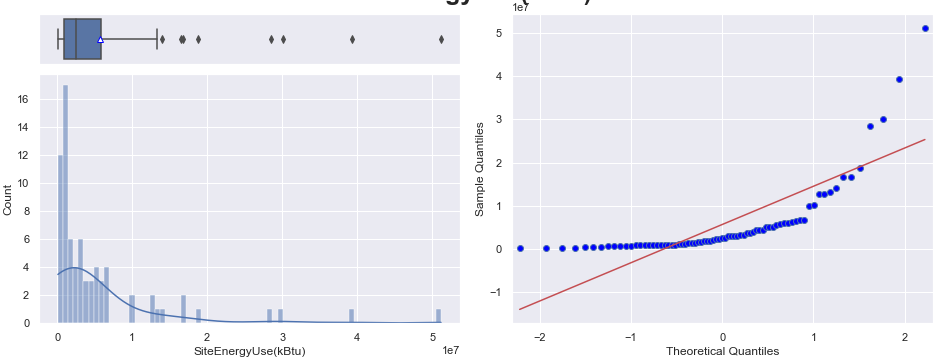 1e7
16
14
12
10
8
6
4
2
0
Count
0 1 2 3 4 5
SiteEnergyUse(kBtu)
1e7
5
4
3
2
1
0
−1
Sample Quantiles
−2 −1 0 1 2
Theoretical Quantiles